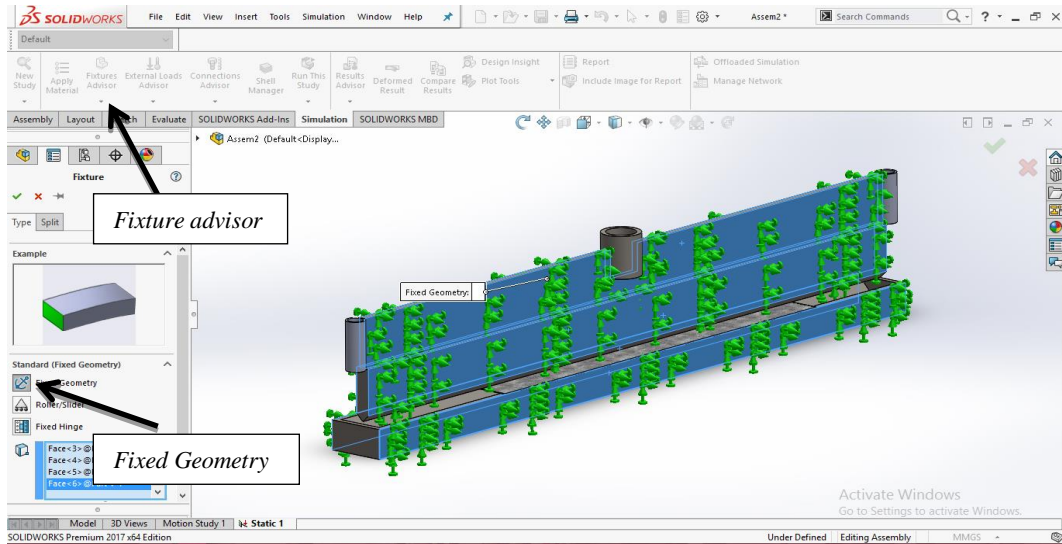 SOLIDWORKS File Edit View Insert Tools Simulation Window Help Assem2 * Search Commands ?
Default
New Study
Apply Material
Fixtures Advisor
External Loads Advisor
Connections Advisor
Shell Manager
Run This Study
Results Advisor
Deformed Result
Compare Results
Design Insight
Plot Tools
Report
Include Image for Report
Offloaded Simulation
Manage Network
Assembly Layout Evaluate SOLIDWORKS Add-Ins Simulation SOLIDWORKS MBD
Assem2 (Default<Display...
Fixture
Fixture advisor
Type Split
Example
Fixed Geometry:
Standard (Fixed Geometry)
Geometry
Roller/Slider
Fixed Hinge
Fixed Geometry
Face<3>@
Face<4>@
Face<5>@
Face<6>@
Activate Windows
Go to Settings to activate Windows.
Model 3D Views Motion Study 1 Static 1
SOLIDWORKS Premium 2017 x64 Edition Under Defined Editing Assembly MMGS